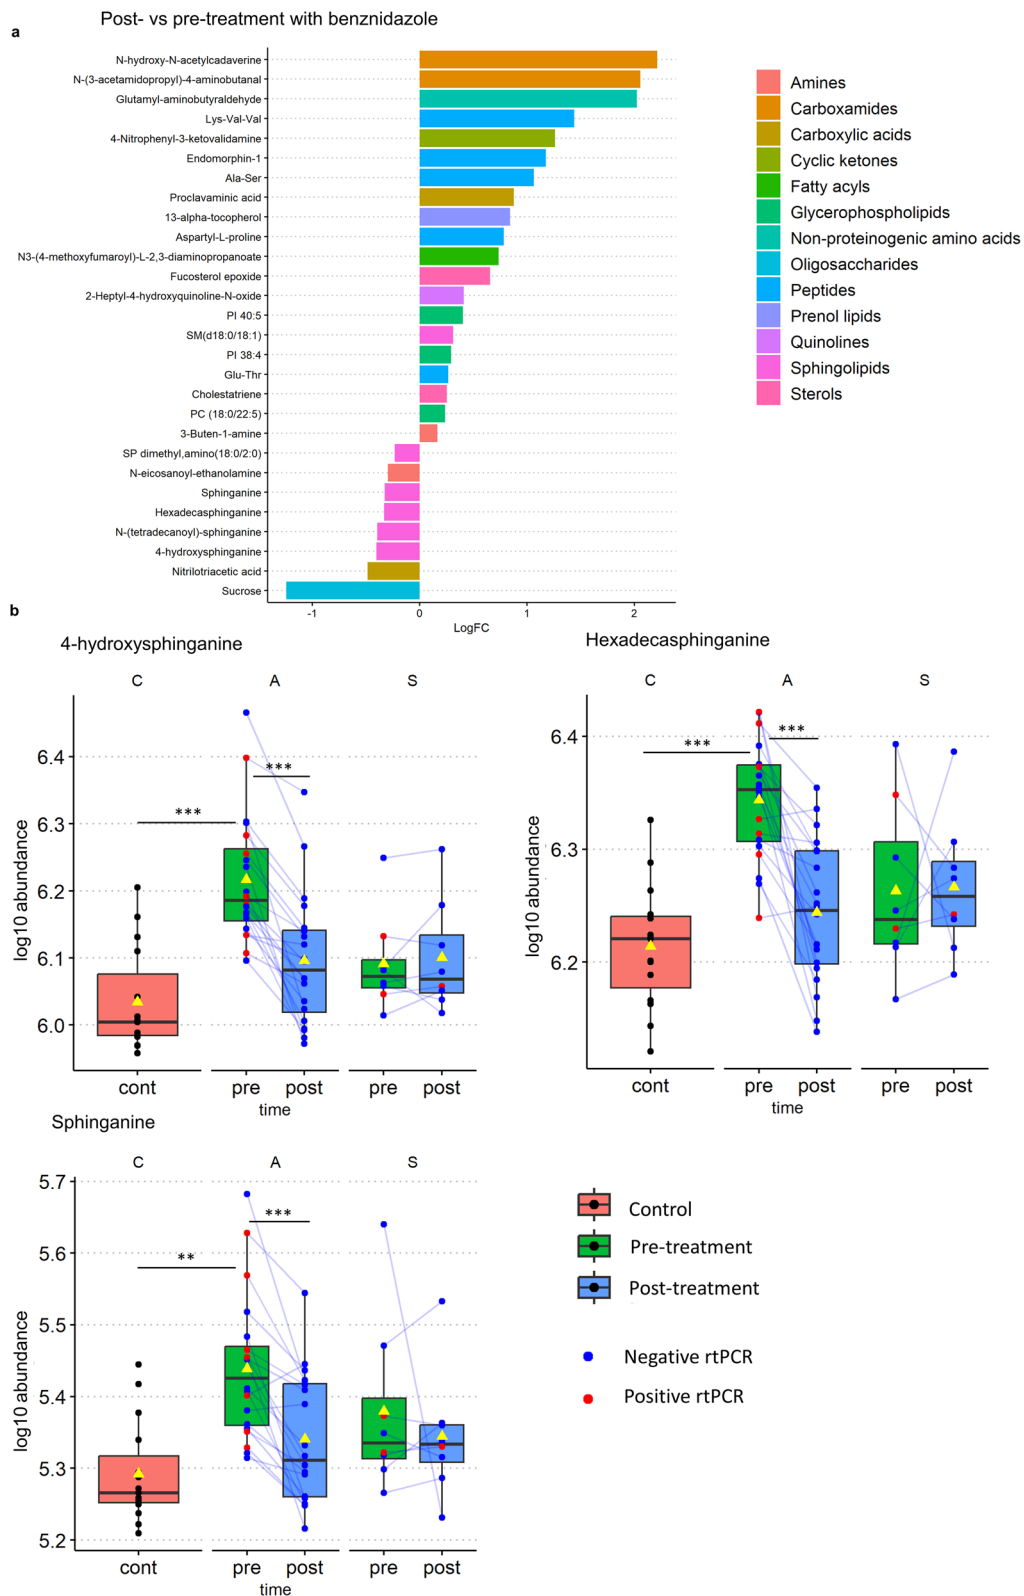 Post- vs pre-treatment with benznidazole
a
N-hydroxy-N-acetylcadaverine
N-(3-acetamidopropyl)-4-aminobutanal
Glutamyl-aminobutyraldehyde
Lys-Val-Val
4-Nitrophenyl-3-ketovalidamine
Endomorphin-1
Ala-Ser
Proclavaminic acid
13-alpha-tocopherol
Aspartyl-L-proline
N3-(4-methoxyfumaroyl)-L-2,3-diaminopropanoate
Fucosterol epoxide
2-Heptyl-4-hydroxyquinoline-N-oxide
PI 40:5
SM(d18:0/18:1)
PI 38:4
Glu-Thr
Cholestatriene
PC (18:0/22:5)
3-Buten-1-amine
SP dimethyl,amino(18:0/2:0)
N-eicosanoyl-ethanolamine
Sphinganine
Hexadecasphinganine
N-(tetradecanoyl)-sphinganine
4-hydroxysphinganine
Nitrilotriacetic acid
Sucrose
-1 0 1 2
LogFC
Amines
Carboxamides
Carboxylic acids
Cyclic ketones
Fatty acyls
Glycerophospholipids
Non-proteinogenic amino acids
Oligosaccharides
Peptides
Prenol lipids
Quinolines
Sphingolipids
Sterols
b
4-hydroxysphinganine
C A S
log10 abundance
6.4
6.3
6.2
6.1
6.0
***
***
cont pre post pre post
time
Hexadecasphinganine
C A S
log10 abundance
6.4
6.3
6.2
***
***
cont pre post pre post
time
Sphinganine
C A S
log10 abundance
5.7
5.6
5.5
5.4
5.3
5.2
**
***
cont pre post pre post
time
Control
Pre-treatment
Post-treatment
Negative rtPCR
Positive rtPCR